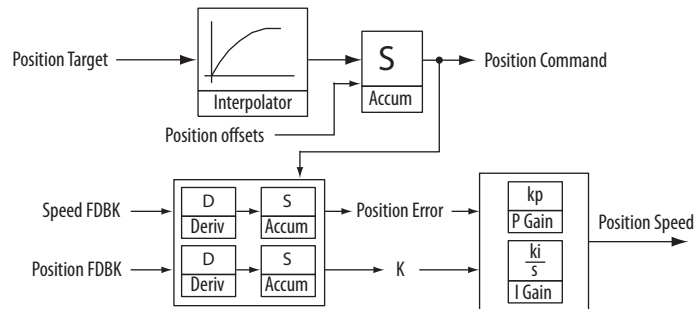 Position Target
Interpolator
S
Accum
Position Command
Position offsets
Speed FDBK
D
Deriv
S
Accum
Position Error
Position FDBK
D
Deriv
S
Accum
K
kp
P Gain
ki
s
I Gain
Position Speed